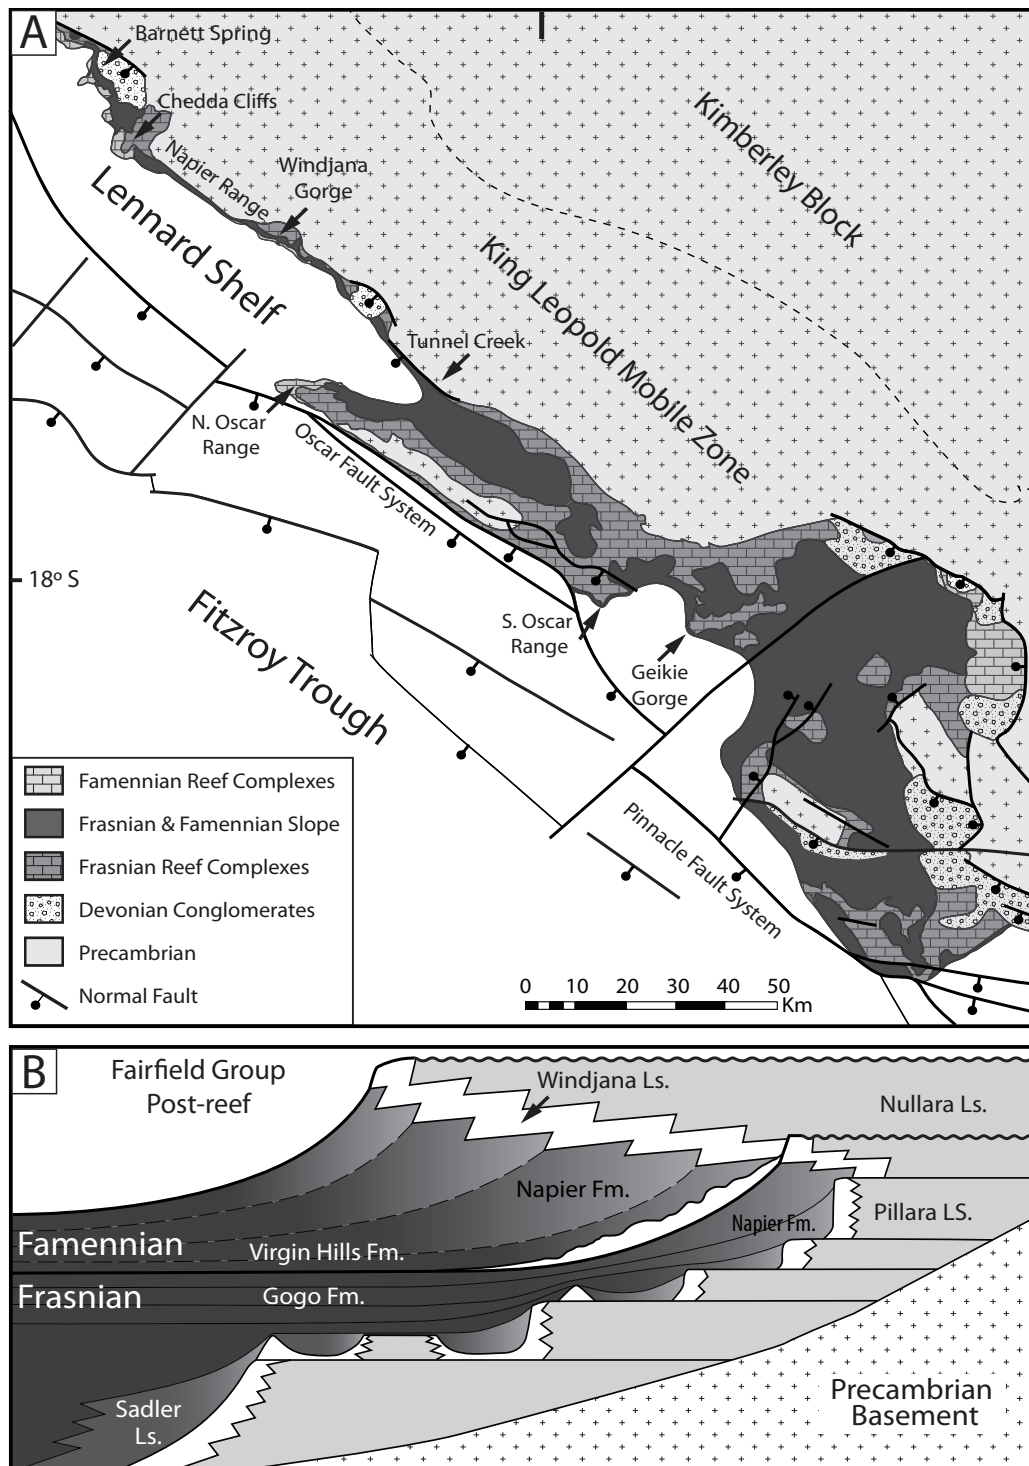 A
Barnett Spring
Chedda Cliffs
Napier Range
Windjana
Gorge
Kimberley Block
Lennard Shelf
King Leopold Mobile Zone
Tunnel Creek
N. Oscar
Range
Oscar Fault System
18º S
Fitzroy Trough
S. Oscar
Range
Geikie
Gorge
Pinnacle Fault System
Famennian Reef Complexes
Frasnian & Famennian Slope
Frasnian Reef Complexes
Devonian Conglomerates
Precambrian
Normal Fault
0 10 20 30 40 50
Km
B
Fairfield Group
Post-reef
Windjana Ls.
Nullara Ls.
Napier Fm.
Napier Fm.
Pillara LS.
Famennian
Virgin Hills Fm.
Frasnian
Gogo Fm.
Sadler
Ls.
Precambrian
Basement